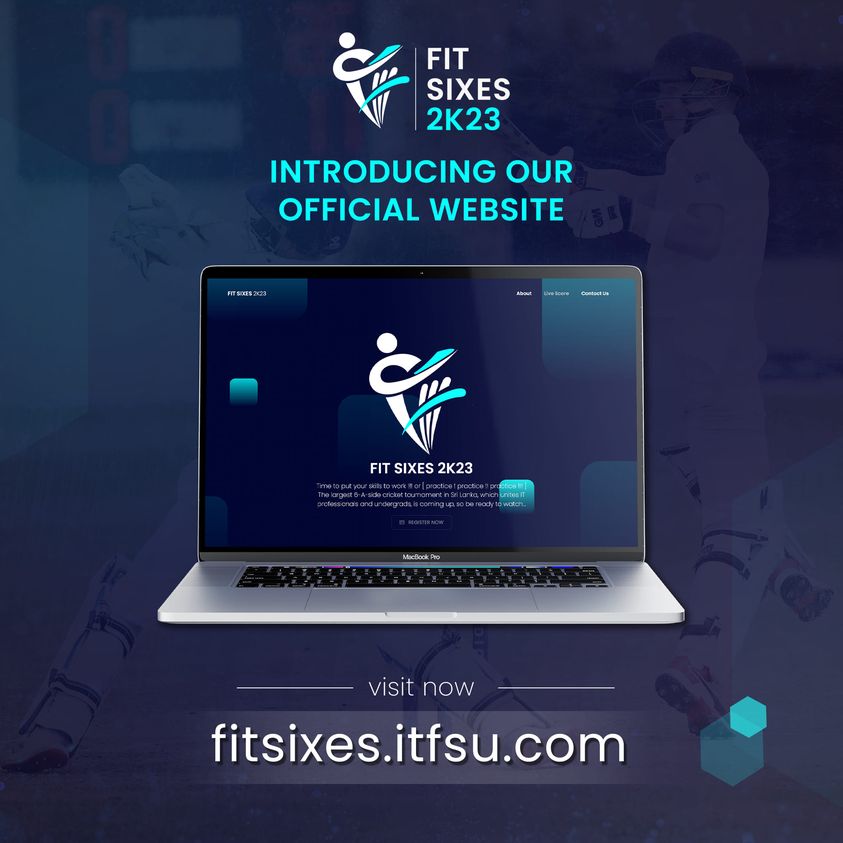 FIT
SIXES
2K23
INTRODUCING OUR
OFFICIAL WEBSITE
FIT SIXES 2K23
About Live Score Contact Us
FIT SIXES 2K23
Time to put your skills to work !!! or [ practice ! practice !! practice !!! ]
The largest 6-A-side cricket tournament in Sri Lanka, which unites IT
professionals and undergrads, is coming up, so be ready to watch...
REGISTER NOW
MacBook Pro
visit now
fitsixes.itfsu.com